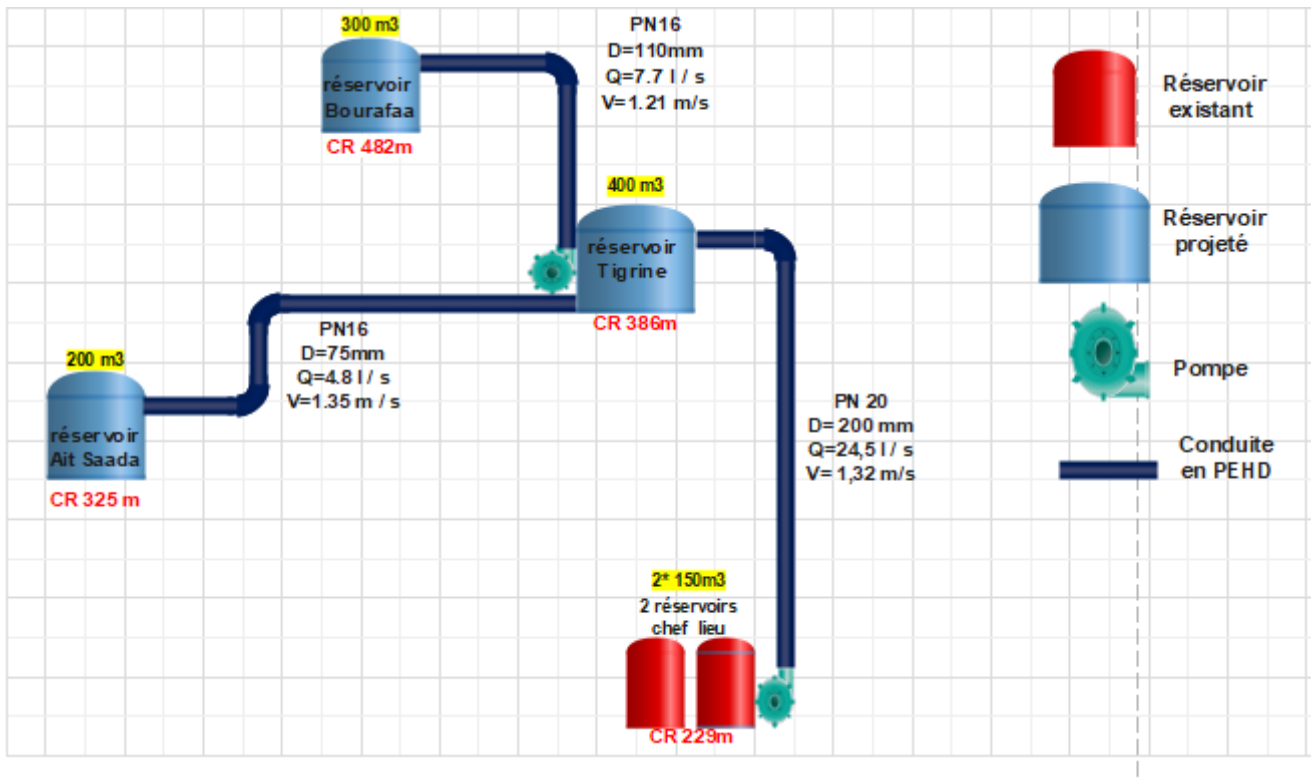 300 m3
réservoir
Bourafaa
CR 482m
PN16
D=110mm
Q=7.7 l / s
V=1.21 m/s
400 m3
réservoir
Tigrine
CR 386m
PN16
D=75mm
Q=4.8 l / s
V=1.35 m / s
200 m3
réservoir
Ait Saada
CR 325 m
PN 20
D= 200 mm
Q=24,5 l / s
V= 1,32 m/s
2* 150m3
2 réservoirs
chef lieu
CR 229m
Réservoir
existant
Réservoir
projeté
Pompe
Conduite
en PEHD